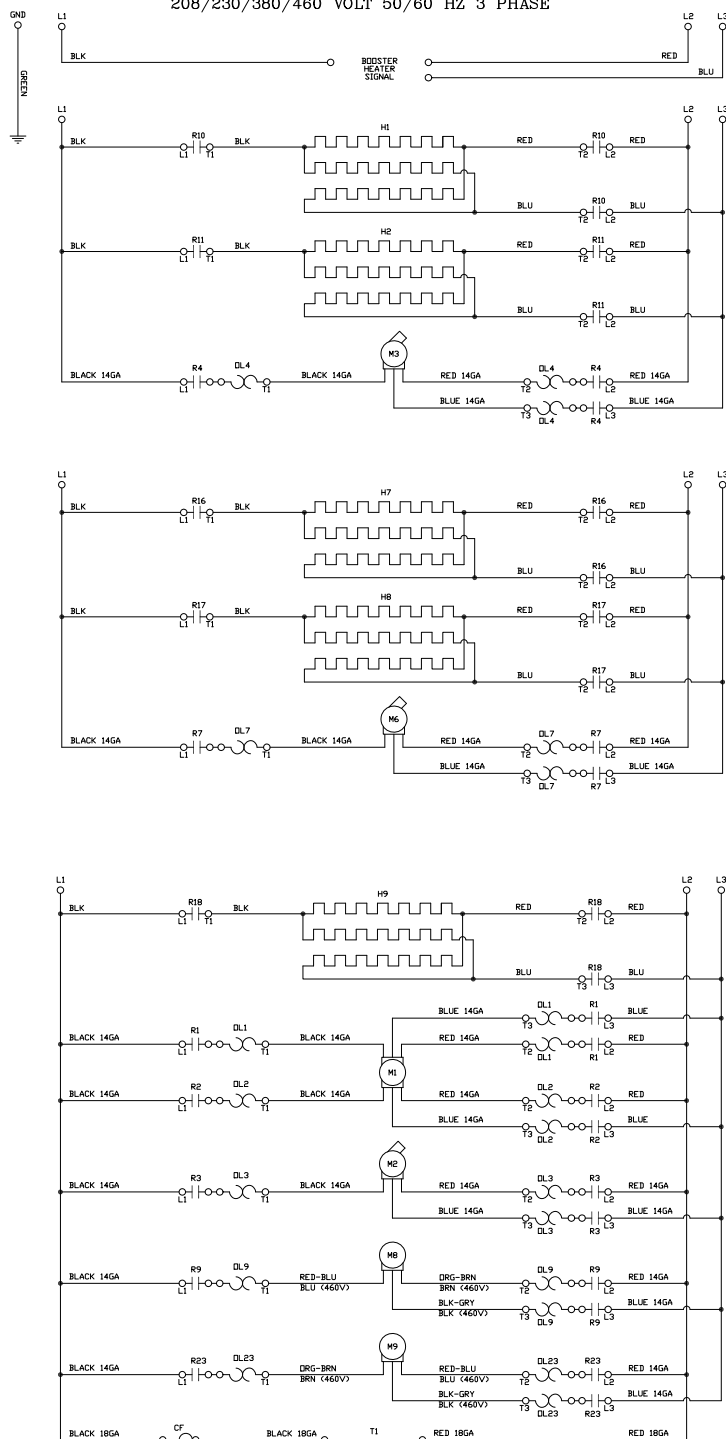 208/230/380/460 VOLT 50/60 HZ 3 PHASE
GND L1 L2 L3
BLK BOOSTER HEATER SIGNAL RED
BLU
GREEN
L1 L2 L3
BLK R10 BLK H1 RED R10 RED
L1 T1 T2 L2
BLU R10 BLU
T2 L2
BLK R11 BLK H2 RED R11 RED
L1 T1 T2 L2
BLU R11 BLU
T2 L2
M3
BLACK 14GA R4 OL4 BLACK 14GA RED 14GA OL4 R4 RED 14GA
L1 T1 T2 L2
BLUE 14GA BLUE 14GA
T3 OL4 R4 L3
L1 L2 L3
BLK R16 BLK H7 RED R16 RED
L1 T1 T2 L2
BLU R16 BLU
T2 L2
BLK R17 BLK H8 RED R17 RED
L1 T1 T2 L2
BLU R17 BLU
T2 L2
M6
BLACK 14GA R7 OL7 BLACK 14GA RED 14GA OL7 R7 RED 14GA
L1 T1 T2 L2
BLUE 14GA BLUE 14GA
T3 OL7 R7 L3
L1 L2 L3
BLK R18 BLK H9 RED R18 RED
L1 T1 T2 L2
BLU R18 BLU
T3 L3
BLUE 14GA OL1 R1 BLUE
T3 L3
BLACK 14GA R1 OL1 BLACK 14GA RED 14GA RED
L1 T1 T2 OL1 R1 L2
M1
BLACK 14GA R2 OL2 BLACK 14GA RED 14GA OL2 R2 RED
L1 T1 T2 L2
BLUE 14GA BLUE
T3 OL2 R2 L3
M2
BLACK 14GA R3 OL3 BLACK 14GA RED 14GA OL3 R3 RED 14GA
L1 T1 T2 L2
BLUE 14GA BLUE 14GA
T3 OL3 R3 L3
M8
BLACK 14GA R9 OL9 RED-BLU ORG-BRN OL9 R9 RED 14GA
L1 T1 BLU (460V) BRN (460V) T2 L2
BLK-GRY BLUE 14GA
BLK (460V) T3 OL9 R9 L3
M9
BLACK 14GA R23 OL23 ORG-BRN RED-BLU OL23 R23 RED 14GA
L1 T1 BRN (460V) BLU (460V) T2 L2
BLK-GRY BLUE 14GA
BLK (460V) T3 OL23 R23 L3
BLACK 18GA CF BLACK 18GA T1 RED 18GA RED 18GA